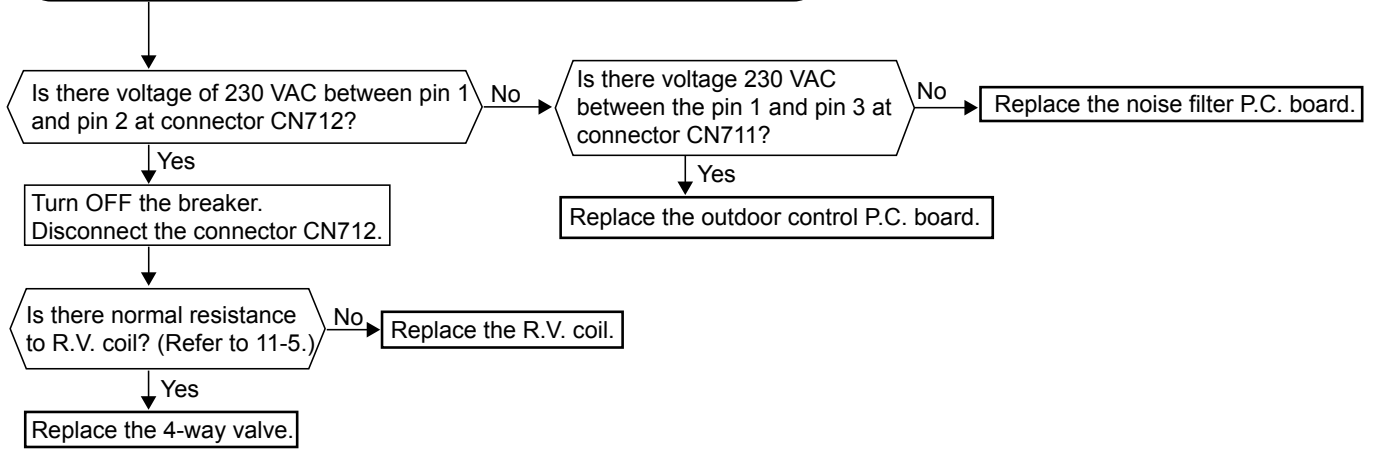 Is there voltage of 230 VAC between pin 1
and pin 2 at connector CN712?
No
Is there voltage 230 VAC
between the pin 1 and pin 3 at
connector CN711?
No
Replace the noise filter P.C. board.
Yes
Yes
Turn OFF the breaker.
Disconnect the connector CN712.
Replace the outdoor control P.C. board.
Is there normal resistance
to R.V. coil? (Refer to 11-5.)
No
Replace the R.V. coil.
Yes
Replace the 4-way valve.